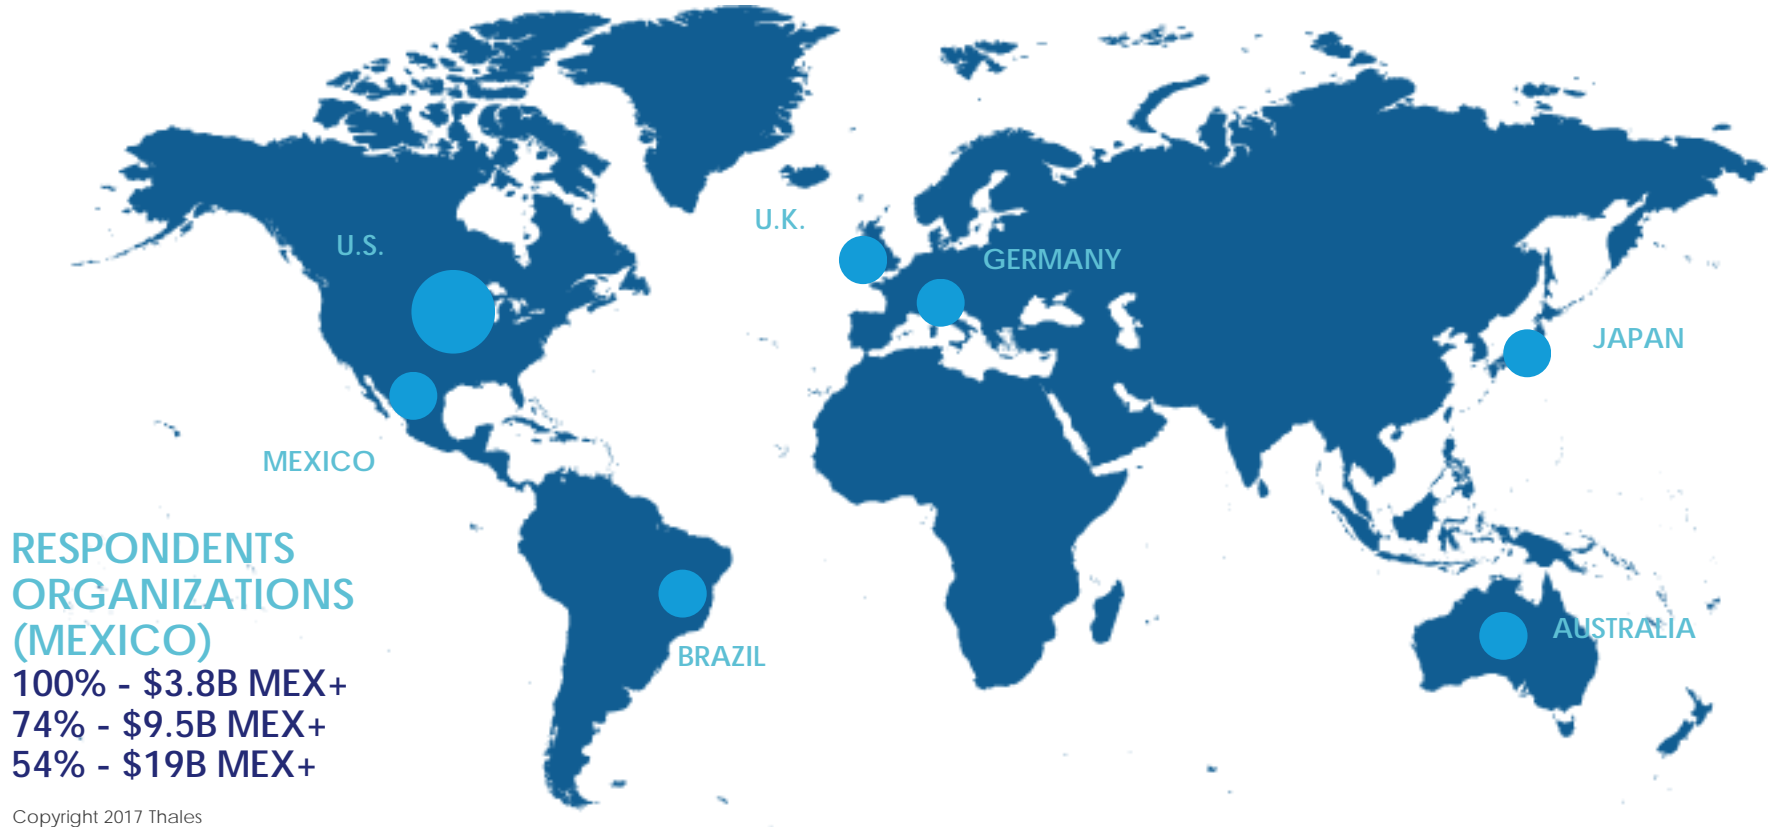 U.K.
U.S.
GERMANY
JAPAN
MEXICO
RESPONDENTS
ORGANIZATIONS
(MEXICO)
AUSTRALIA
BRAZIL
100% - $3.8B MEX+
74% - $9.5B MEX+
54% - $19B MEX+
Copyright 2017 Thales